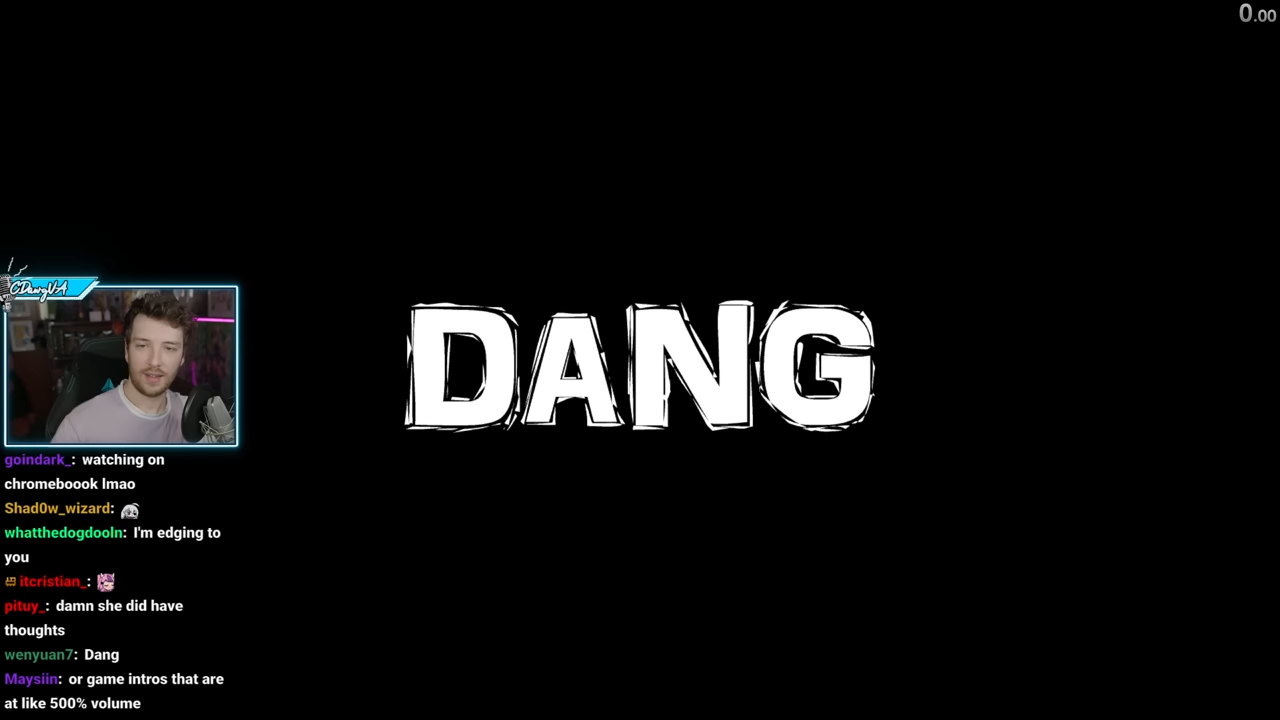 0.00
CDawgVA
DANG
goindark_: watching on
chromeboook lmao
Shad0w_wizard:
whatthedogdooln: I'm edging to
you
itcristian_:
pituy_: damn she did have
thoughts
wenyuan7: Dang
Maysiin: or game intros that are
at like 500% volume